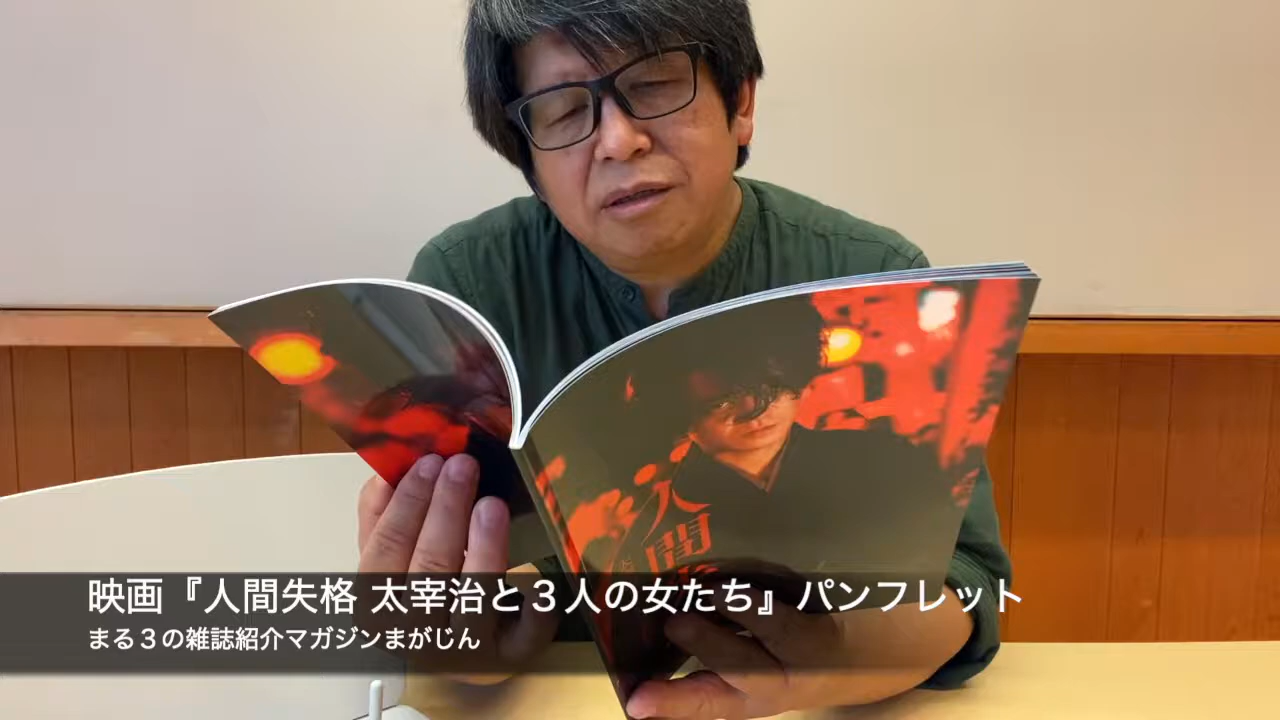 人間
映画『人間失格 太宰治と３人の女たち』パンフレット
まる３の雑誌紹介マガジンまがじん